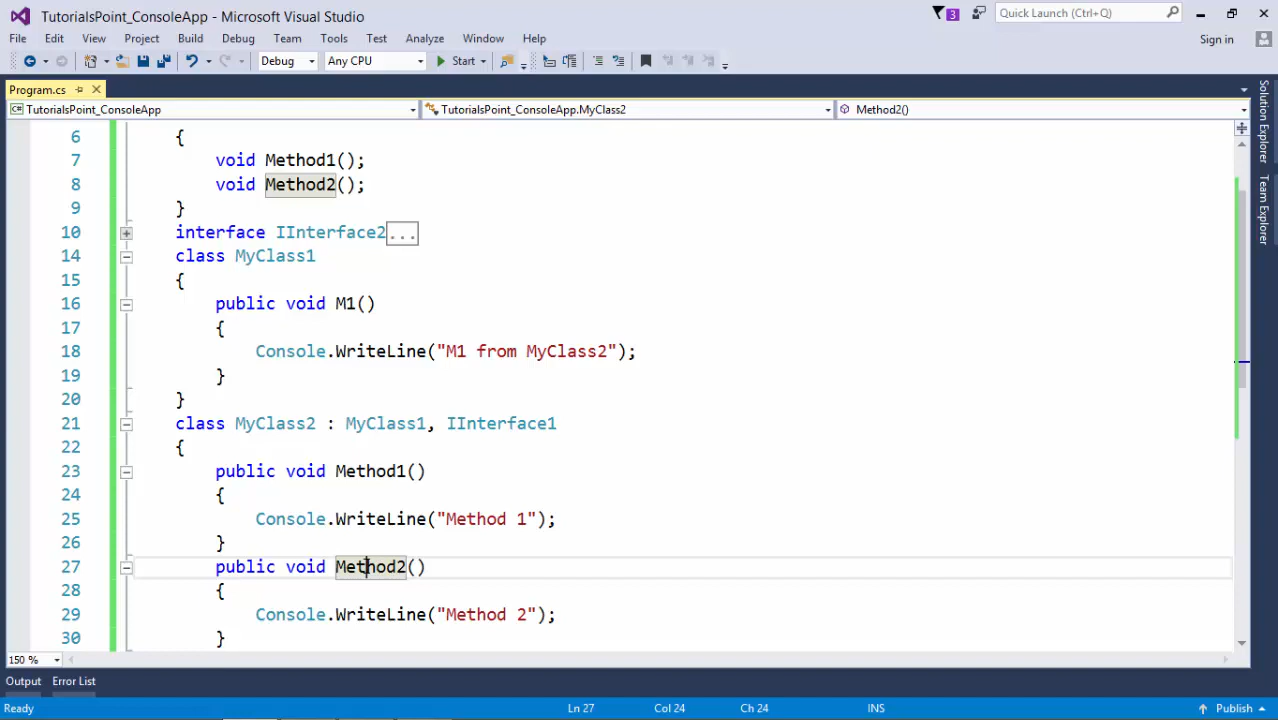 TutorialsPoint_ConsoleApp - Microsoft Visual Studio
3
Quick Launch (Ctrl+Q)
File Edit View Project Build Debug Team Tools Test Analyze Window Help
Sign in
Debug Any CPU Start
Program.cs
TutorialsPoint_ConsoleApp TutorialsPoint_ConsoleApp.MyClass2 Method2()
6 {
7 void Method1();
8 void Method2();
9 }
10 interface IInterface2...
14 class MyClass1
15 {
16 public void M1()
17 {
18 Console.WriteLine("M1 from MyClass2");
19 }
20 }
21 class MyClass2 : MyClass1, IInterface1
22 {
23 public void Method1()
24 {
25 Console.WriteLine("Method 1");
26 }
27 public void Method2()
28 {
29 Console.WriteLine("Method 2");
30 }
Solution Explorer
Team Explorer
150 %
Output Error List
Ready Ln 27 Col 24 Ch 24 INS Publish